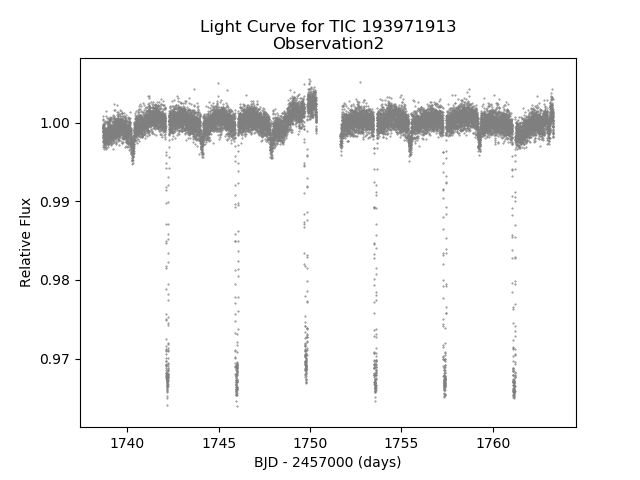 Light Curve for TIC 193971913
Observation2
1.00
0.99
0.98
0.97
Relative Flux
1740
1745
1750
1755
1760
BJD - 2457000 (days)